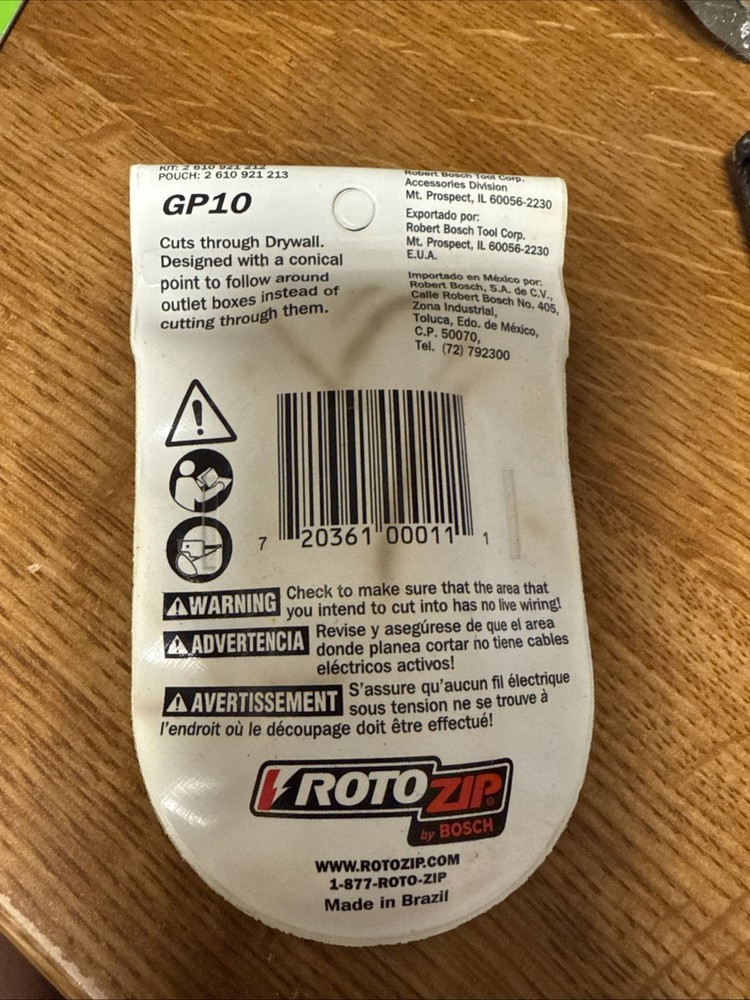 KIT: 2 610 921 212
POUCH: 2 610 921 213
GP10
Cuts through Drywall.
Designed with a conical
point to follow around
outlet boxes instead of
cutting through them.
Robert Bosch Tool Corp.
Accessories Division
Mt. Prospect, IL 60056-2230
Exportado por:
Robert Bosch Tool Corp,
Mt. Prospect, IL 60056-2230
E.U.A.
Importado en México por:
Robert Bosch, S.A. de C.V.,
Calle Robert Bosch No. 405,
Zona Industrial,
Toluca, Edo. de México,
C.P. 50070,
Tel. (72) 792300
7 20361 00011 1
WARNING Check to make sure that the area that
you intend to cut into has no live wiring!
ADVERTENCIA Revise y asegúrese de que el area
donde planea cortar no tiene cables
eléctricos activos!
AVERTISSEMENT S'assure qu'aucun fil électrique
sous tension ne se trouve à
l'endroit où le découpage doit être effectué!
ROTOZIP®
by BOSCH
WWW.ROTOZIP.COM
1-877-ROTO-ZIP
Made in Brazil